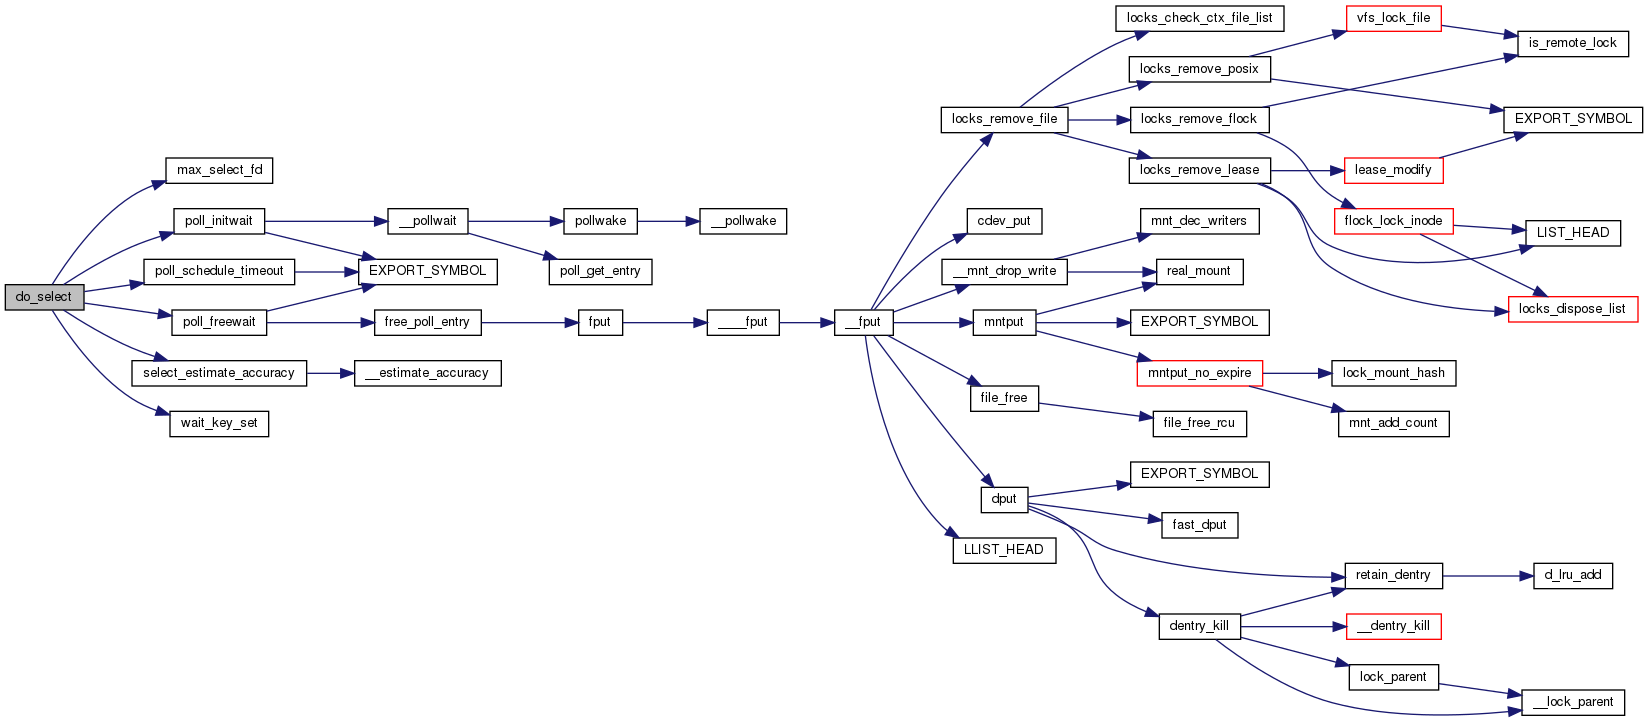 do_select
max_select_fd
poll_initwait
poll_schedule_timeout
poll_freewait
select_estimate_accuracy
wait_key_set
__pollwait
EXPORT_SYMBOL
free_poll_entry
__estimate_accuracy
pollwake
poll_get_entry
fput
__pollwake
____fput
__fput
locks_remove_file
cdev_put
__mnt_drop_write
mntput
file_free
dput
LLIST_HEAD
locks_check_ctx_file_list
locks_remove_posix
locks_remove_flock
locks_remove_lease
mnt_dec_writers
real_mount
EXPORT_SYMBOL
mntput_no_expire
file_free_rcu
EXPORT_SYMBOL
fast_dput
dentry_kill
vfs_lock_file
lease_modify
flock_lock_inode
lock_mount_hash
mnt_add_count
retain_dentry
__dentry_kill
lock_parent
is_remote_lock
EXPORT_SYMBOL
LIST_HEAD
locks_dispose_list
d_lru_add
__lock_parent